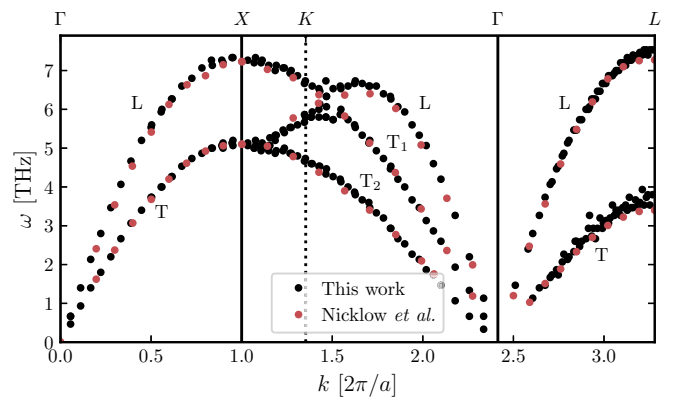 Γ X K Γ L
7
6
5
4
3
2
1
0
ω [THz]
L
T
L
T₁
T₂
L
T
This work
Nicklow et al.
0.0 0.5 1.0 1.5 2.0 2.5 3.0
k [2π/a]